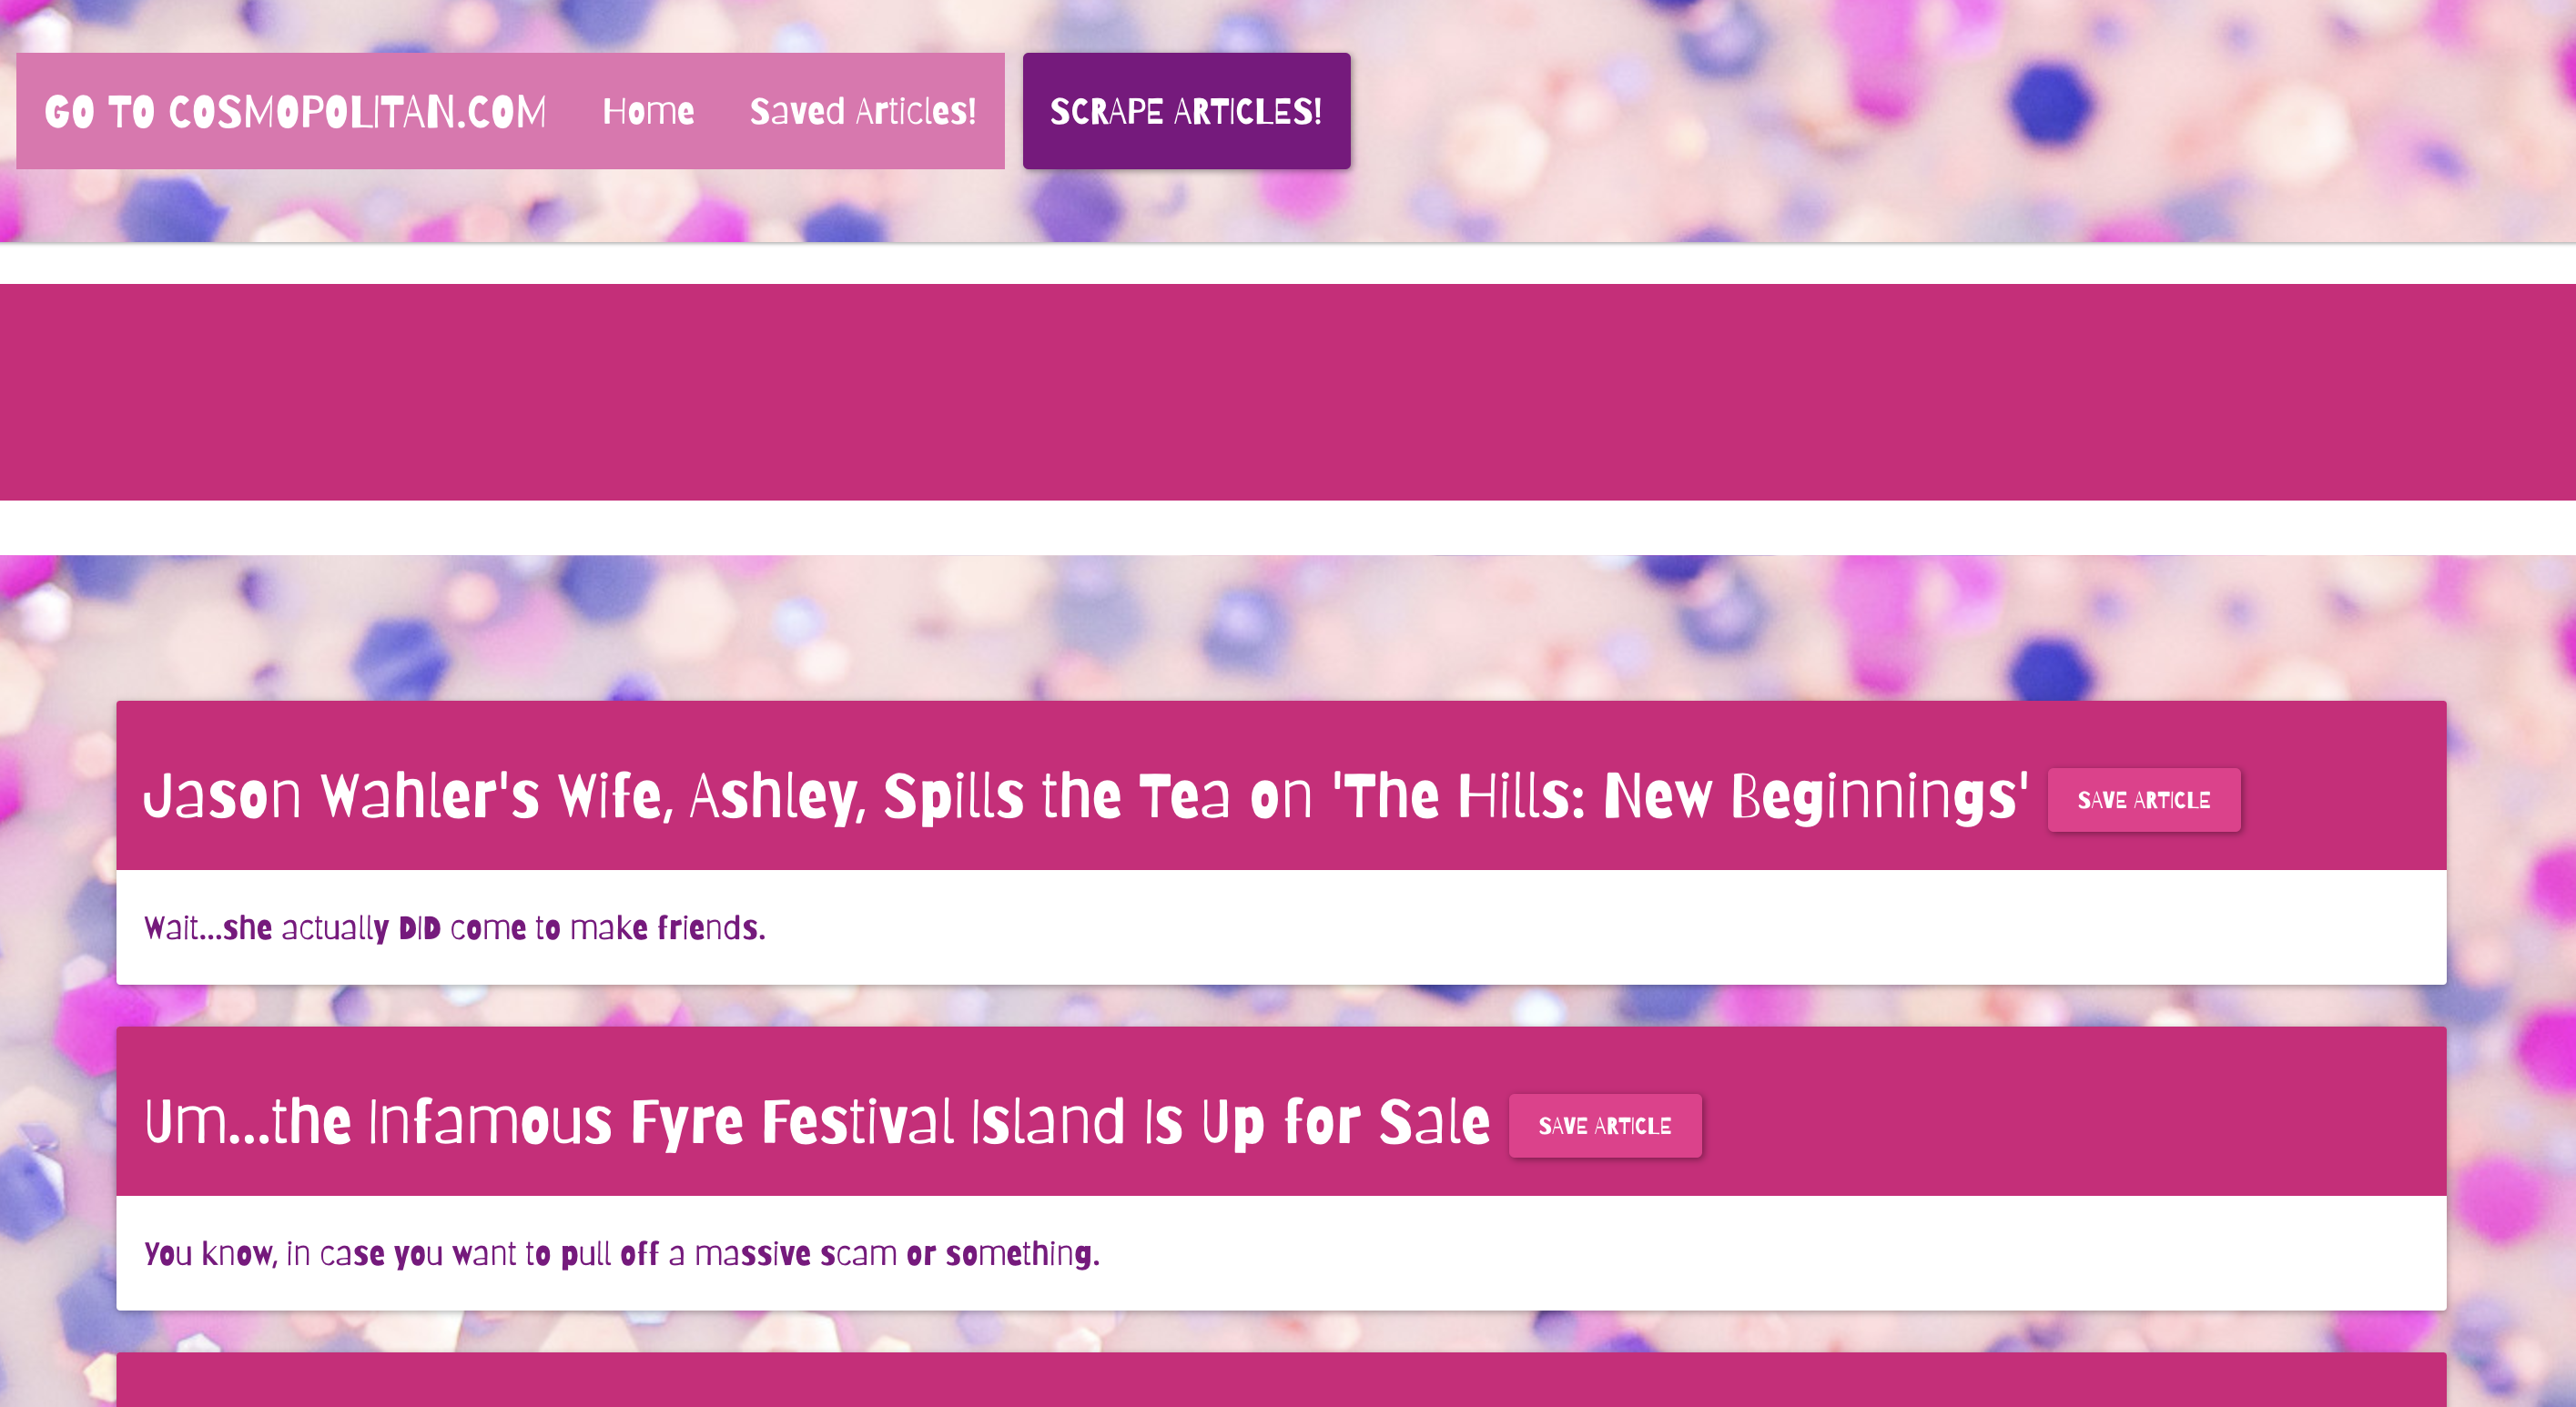 GO TO COSMOPOLITAN.COM Home Saved Articles! SCRAPE ARTICLES!
Jason Wahler's Wife, Ashley, Spills the Tea on 'The Hills: New Beginnings' SAVE ARTICLE
Wait...she actually DID come to make friends.
Um...the Infamous Fyre Festival Island Is Up for Sale SAVE ARTICLE
You know, in case you want to pull off a massive scam or something.